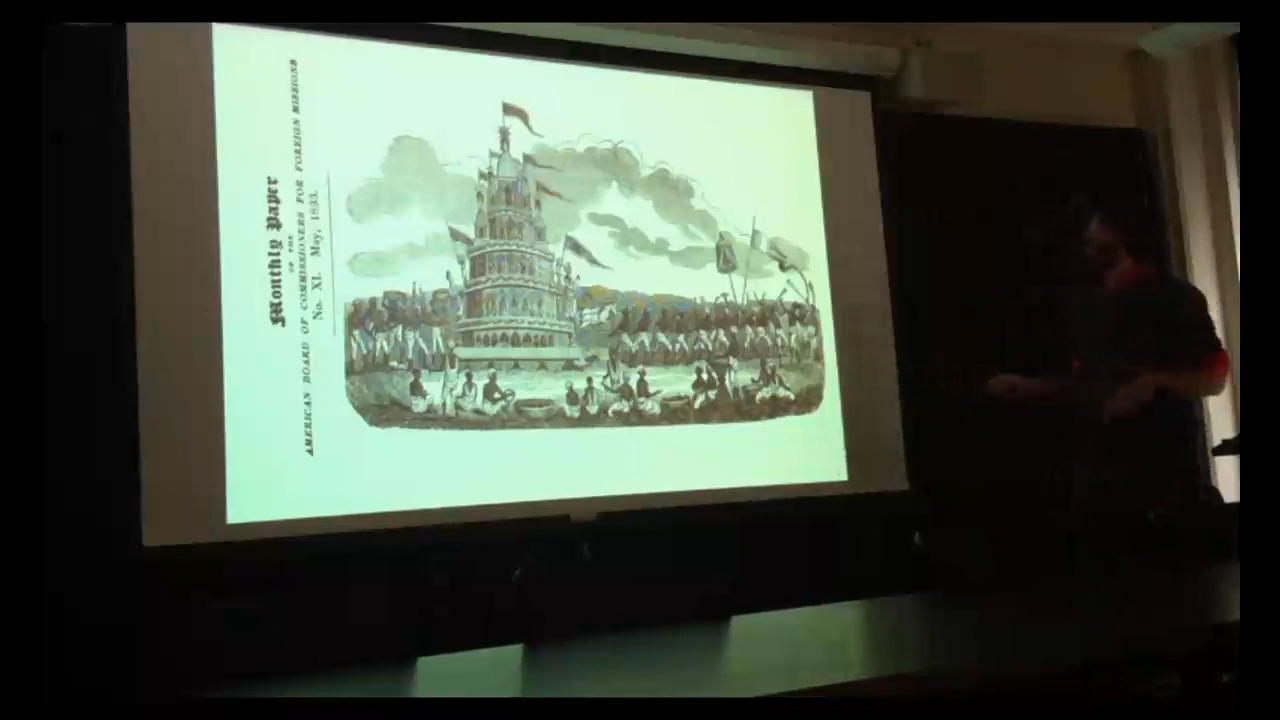 Monthly Paper
OF THE
AMERICAN BOARD OF COMMISSIONERS FOR FOREIGN MISSIONS
No. XI. May, 1833.